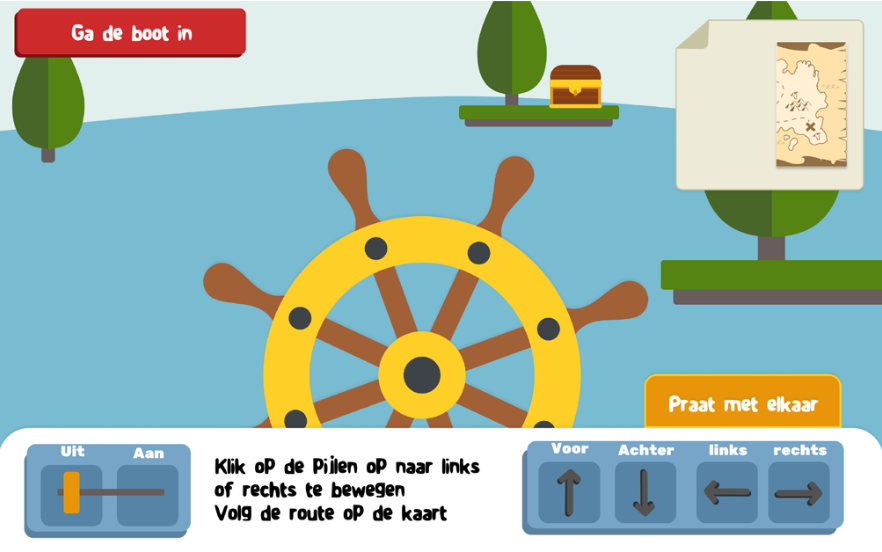 Ga de boot in
Praat met elkaar
Uit
Aan
Klik op de Pijlen op naar links
of rechts te bewegen
Volg de route op de kaart
Voor
Achter
links
rechts